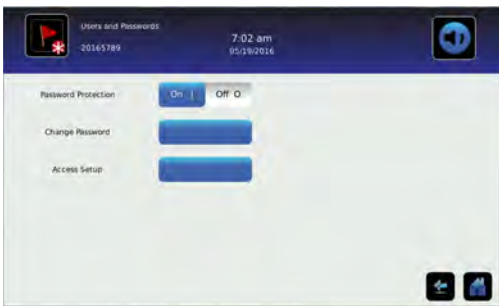 Users and Passwords
20165789
7:02 am
05/19/2016
Password Protection
On |
Off O
Change Password
Access Setup